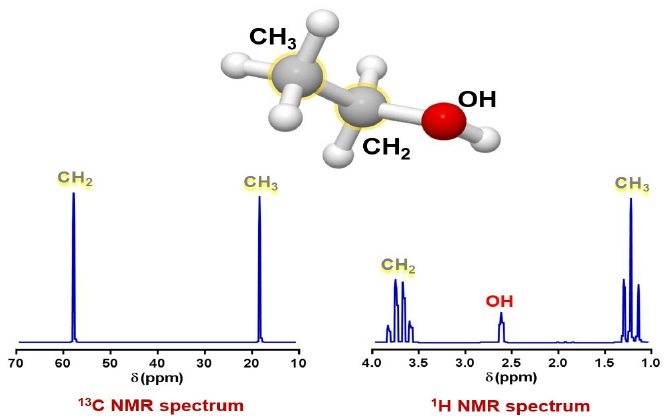 CH₃
OH
CH₂
CH₂
CH₃
CH₂
OH
CH₃
70 60 50 40 30 20 10
δ(ppm)
¹³C NMR spectrum
4.0 3.5 3.0 2.5 2.0 1.5 1.0
δ(ppm)
¹H NMR spectrum